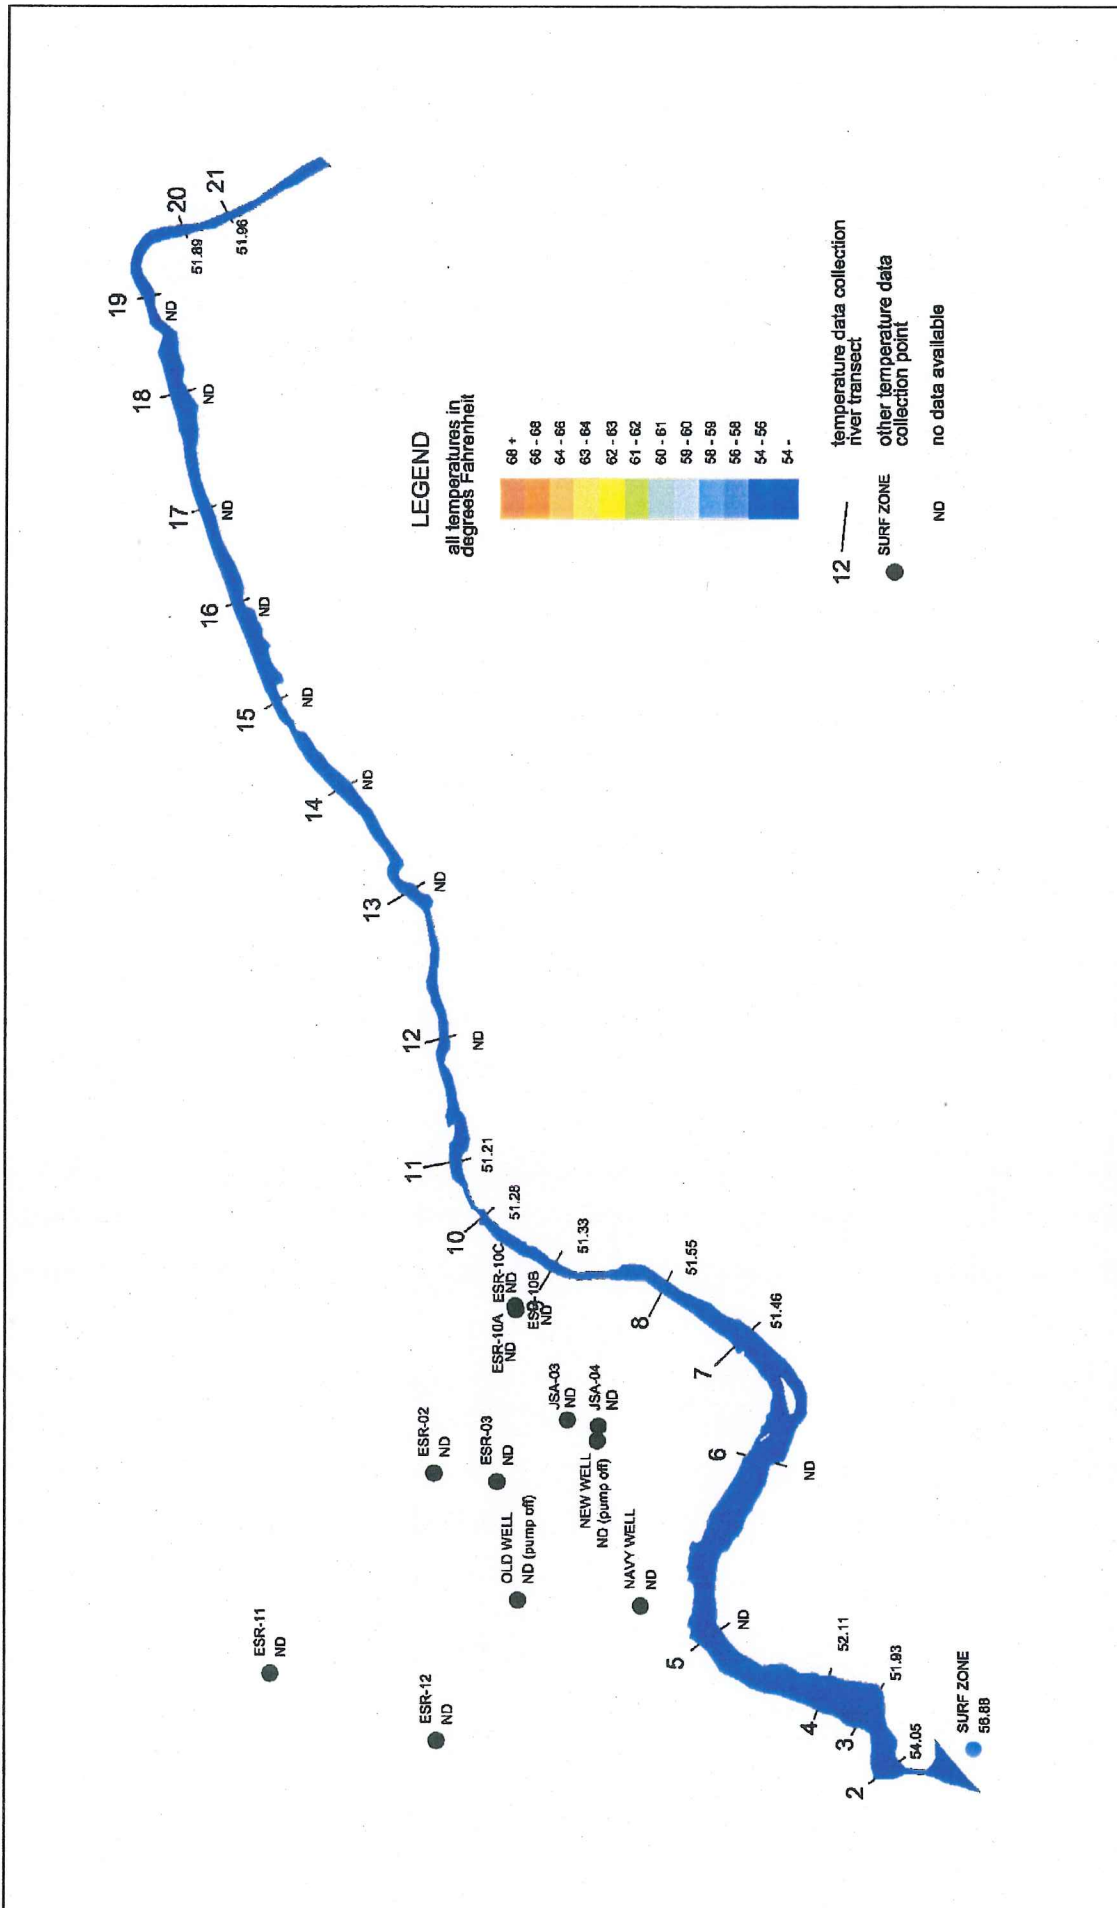 LEGEND
all temperatures in
degrees Fahrenheit
68 +
66 - 68
64 - 66
63 - 64
62 - 63
61 - 62
60 - 61
59 - 60
58 - 59
56 - 58
54 - 56
54 -
12
temperature data collection
river transect
SURF ZONE
other temperature data
collection point
ND
no data available
21
51.96
20
51.89
19
ND
18
ND
17
ND
16
ND
15
ND
14
ND
13
ND
12
ND
11
51.21
10
51.28
51.33
8
51.55
7
51.46
6
ND
5
ND
4
52.11
3
51.93
2
54.05
SURF ZONE
56.88
ESR-10C
ND
ESR-10B
ND
ESR-10A
ND
JSA-03
ND
JSA-04
ND
NEW WELL
ND (pump off)
ESR-02
ND
ESR-03
ND
OLD WELL
ND (pump off)
NAVY WELL
ND
ESR-11
ND
ESR-12
ND